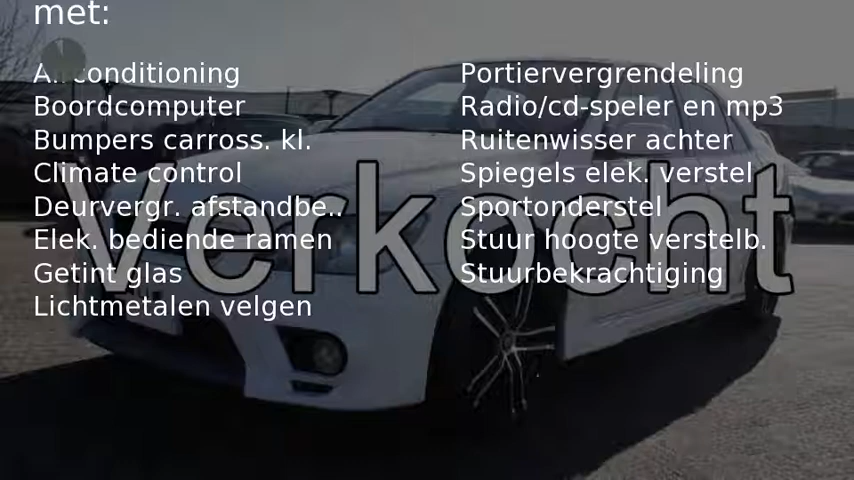 met:
Airconditioning
Boordcomputer
Bumpers carross. kl.
Climate control
Deurvergr. afstandbe..
Elek. bediende ramen
Getint glas
Lichtmetalen velgen
Portiervergrendeling
Radio/cd-speler en mp3
Ruitenwisser achter
Spiegels elek. verstel
Sportonderstel
Stuur hoogte verstelb.
Stuurbekrachtiging
Verkocht